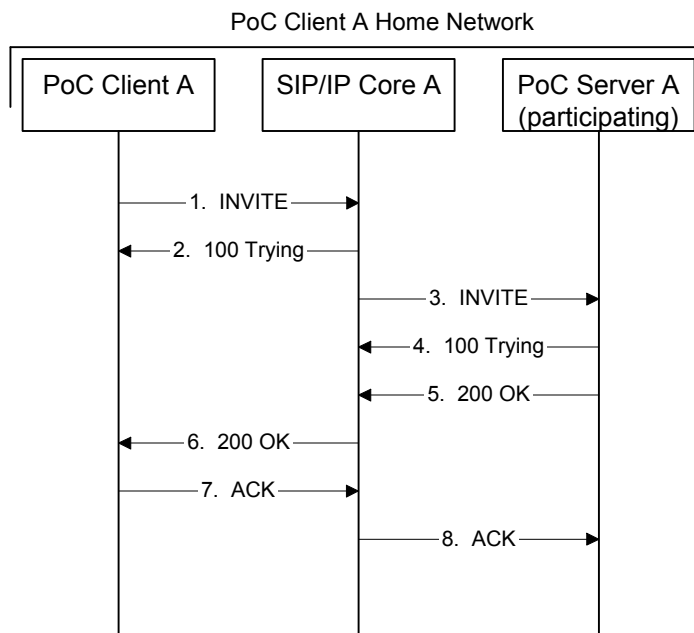 PoC Client A Home Network
PoC Client A
SIP/IP Core A
PoC Server A
(participating)
1. INVITE
2. 100 Trying
3. INVITE
4. 100 Trying
5. 200 OK
6. 200 OK
7. ACK
8. ACK